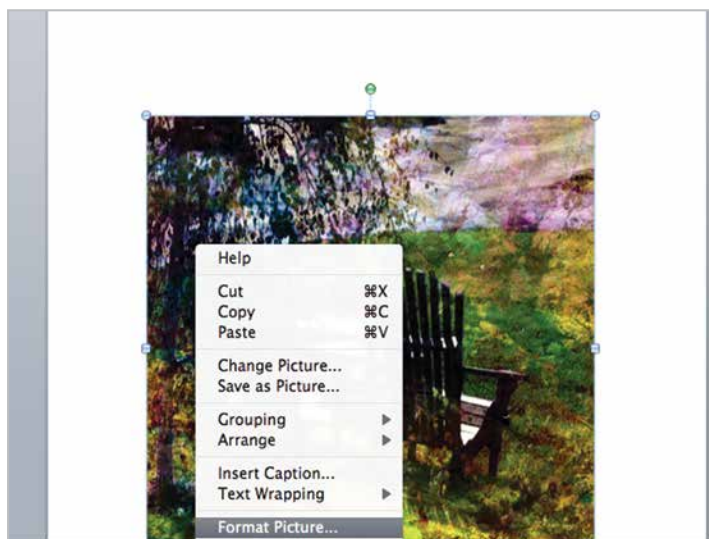 Help
Cut ⌘X
Copy ⌘C
Paste ⌘V
Change Picture...
Save as Picture...
Grouping
Arrange
Insert Caption...
Text Wrapping
Format Picture...